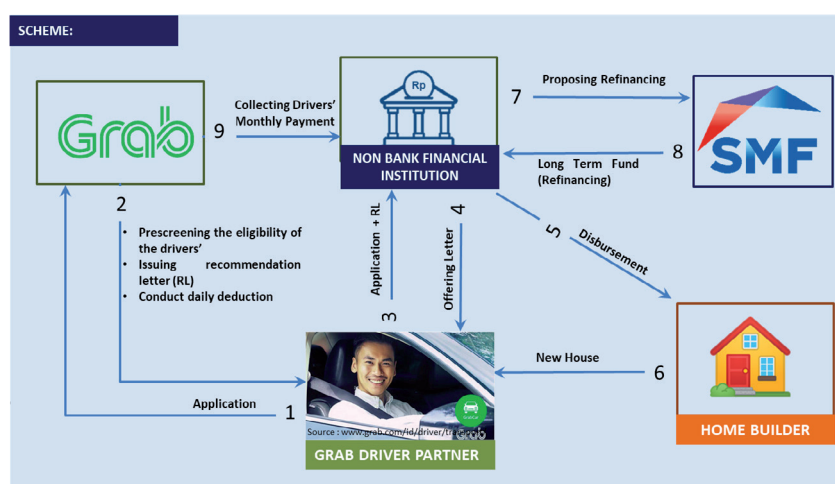 SCHEME:
Grab
9
Collecting Drivers'
Monthly Payment
Rp
NON BANK FINANCIAL
INSTITUTION
7
Proposing Refinancing
SMF
8
Long Term Fund
(Refinancing)
2
• Prescreening the eligibility of
the drivers'
• Issuing recommendation
letter (RL)
• Conduct daily deduction
3
Application + RL
4
Offering Letter
5
Disbursement
6
New House
HOME BUILDER
Application
1
Source : www.grab.com/id/driver/
Grab
GRAB DRIVER PARTNER